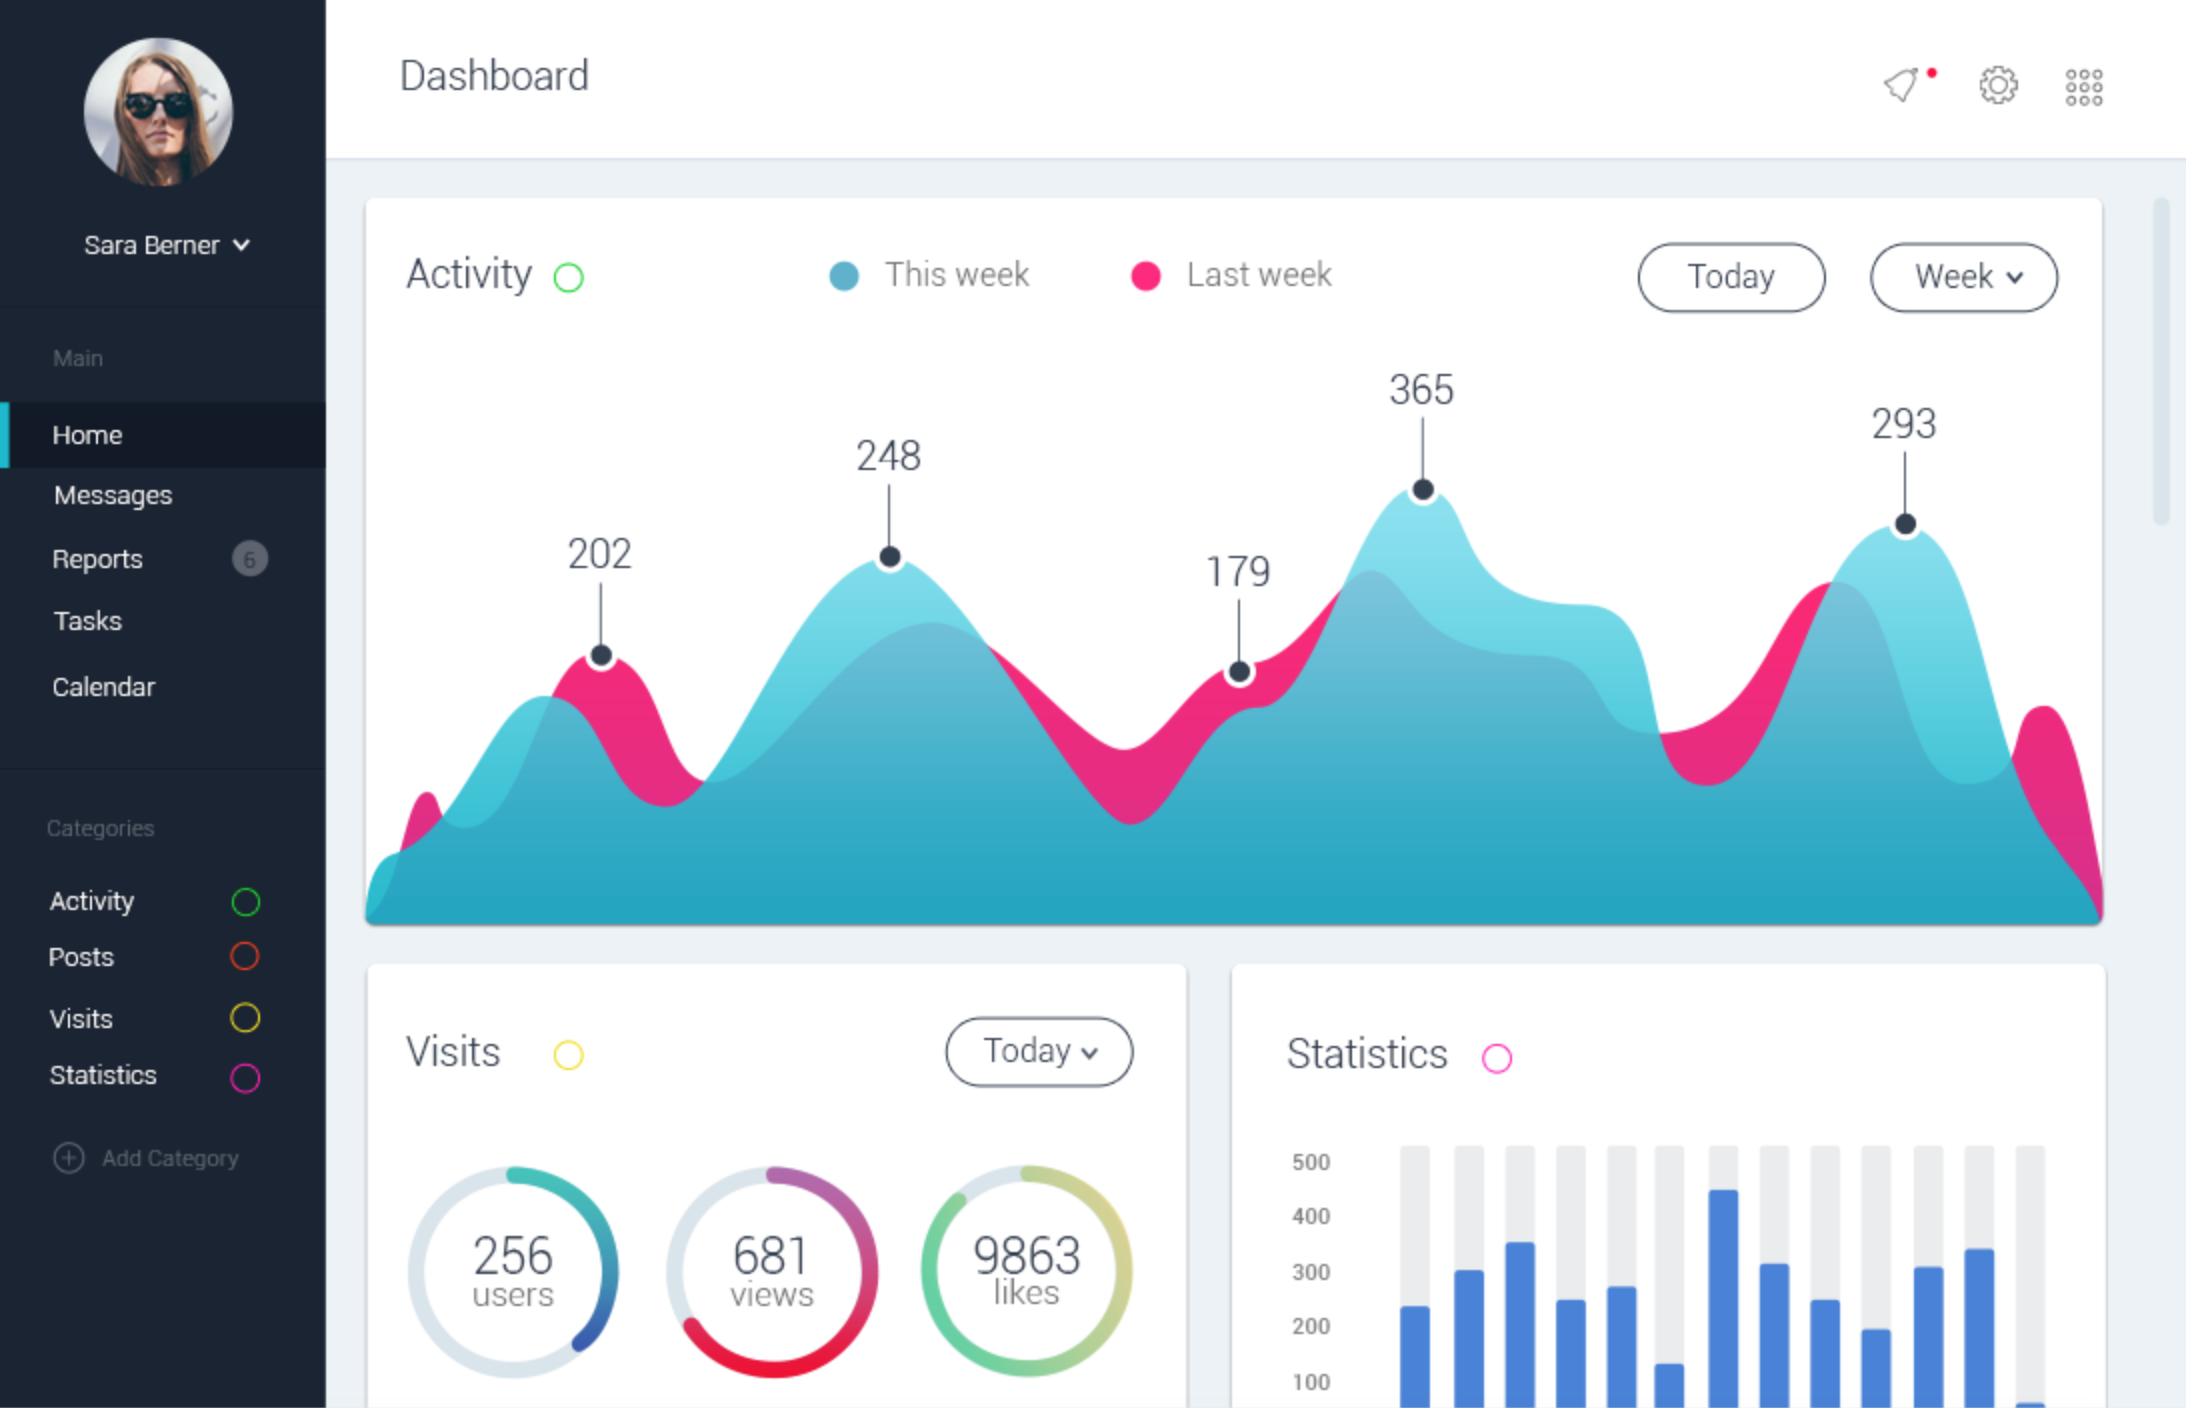 Sara Berner
Main
Home
Messages
Reports 6
Tasks
Calendar
Categories
Activity
Posts
Visits
Statistics
Add Category
Dashboard
Activity
This week
Last week
Today
Week
202
248
179
365
293
Visits
Today
256
users
681
views
9863
likes
Statistics
500
400
300
200
100